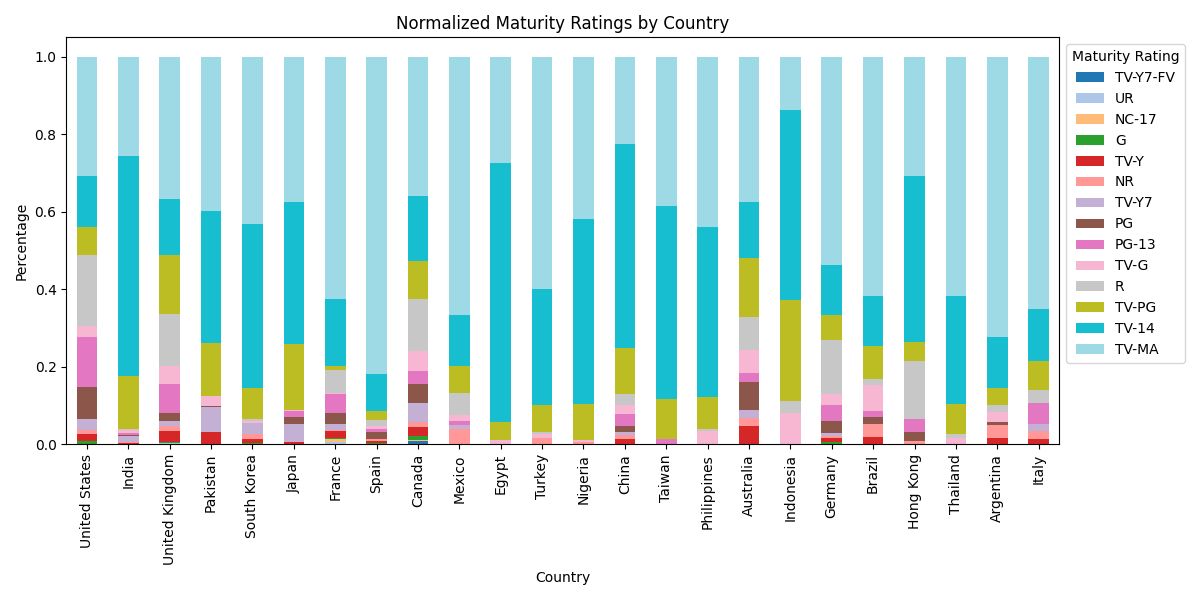 Normalized Maturity Ratings by Country
Percentage
1.0
0.8
0.6
0.4
0.2
0.0
United States
India
United Kingdom
Pakistan
South Korea
Japan
France
Spain
Canada
Mexico
Egypt
Turkey
Nigeria
China
Taiwan
Philippines
Australia
Indonesia
Germany
Brazil
Hong Kong
Thailand
Argentina
Italy
Country
Maturity Rating
TV-Y7-FV
UR
NC-17
G
TV-Y
NR
TV-Y7
PG
PG-13
TV-G
R
TV-PG
TV-14
TV-MA